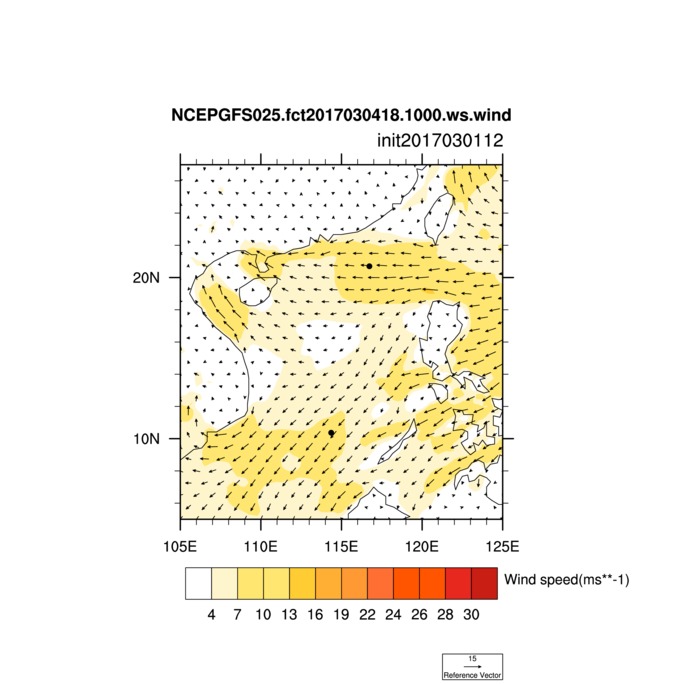 NCEPGFS025.fct2017030418.1000.ws.wind
init2017030112
20N
10N
105E 110E 115E 120E 125E
Wind speed(ms**-1)
4 7 10 13 16 19 22 24 26 28 30
15
Reference Vector